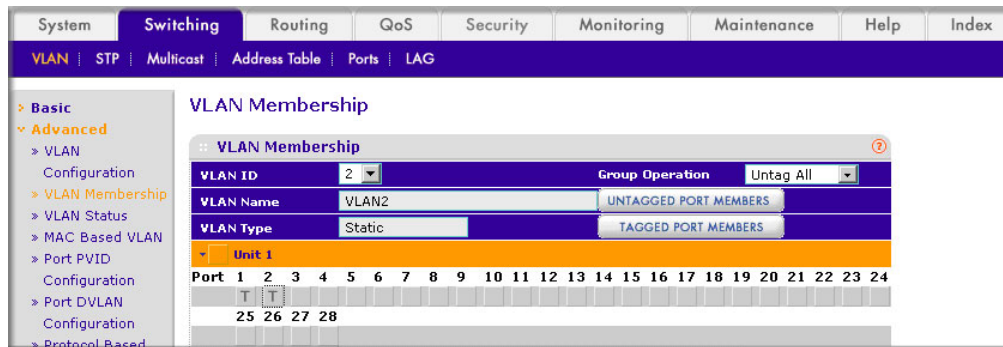 System Switching Routing QoS Security Monitoring Maintenance Help Index
VLAN STP Multicast Address Table Ports LAG
Basic
Advanced
» VLAN
Configuration
» VLAN Membership
» VLAN Status
» MAC Based VLAN
» Port PVID
Configuration
» Port DVLAN
Configuration
» Protocol Based
VLAN Membership
VLAN Membership ?
VLAN ID 2 Group Operation Untag All
VLAN Name VLAN2 UNTAGGED PORT MEMBERS
VLAN Type Static TAGGED PORT MEMBERS
Unit 1
Port 1 2 3 4 5 6 7 8 9 10 11 12 13 14 15 16 17 18 19 20 21 22 23 24
T T
25 26 27 28